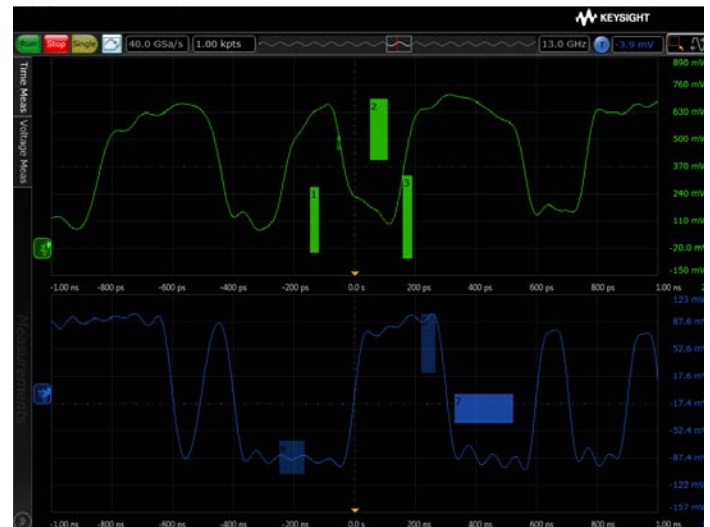 KEYSIGHT
Run Stop Single 40.0 GSa/s 1.00 kpts 13.0 GHz T -3.9 mV
Time Meas
Voltage Meas
Measurements
890 mV
760 mV
2
630 mV
500 mV
370 mV
3
1
240 mV
110 mV
-20.0 mV
-150 mV
-1.00 ns -800 ps -600 ps -400 ps -200 ps 0.0 s 200 ps 400 ps 600 ps 800 ps 1.00 ns
123 mV
87.6 mV
52.6 mV
17.6 mV
7
-17.4 mV
-52.4 mV
-87.4 mV
-122 mV
-157 mV
-1.00 ns -800 ps -600 ps -400 ps -200 ps 0.0 s 200 ps 400 ps 600 ps 800 ps 1.00 ns